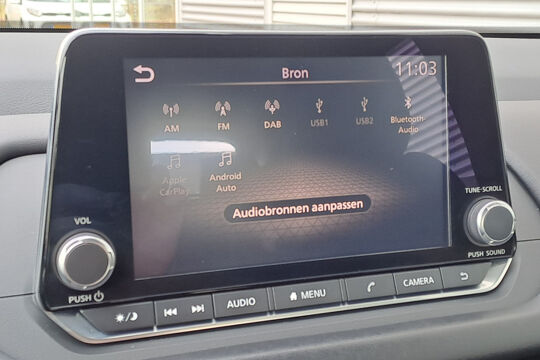 Bron
11:03
AM
FM
DAB
USB1
USB2
Bluetooth
Audio
Apple
CarPlay
Android
Auto
Audiobronnen aanpassen
VOL
PUSH
TUNE·SCROLL
PUSH SOUND
AUDIO
MENU
CAMERA